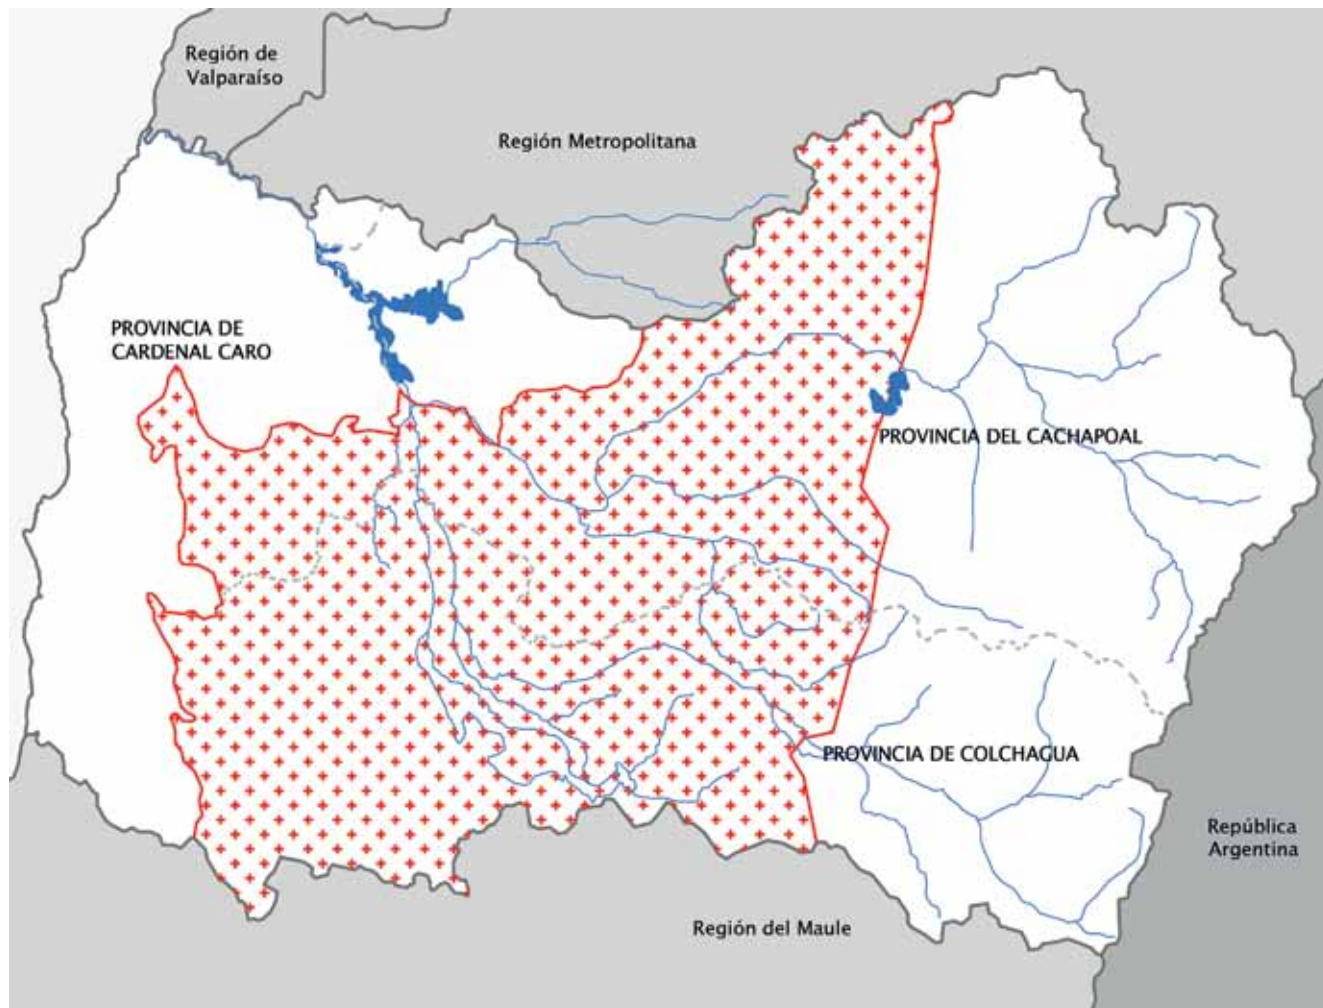 Región de
Valparaíso
Región Metropolitana
PROVINCIA DE
CARDENAL CARO
PROVINCIA DEL CACHAPOAL
PROVINCIA DE COLCHAGUA
República
Argentina
Región del Maule